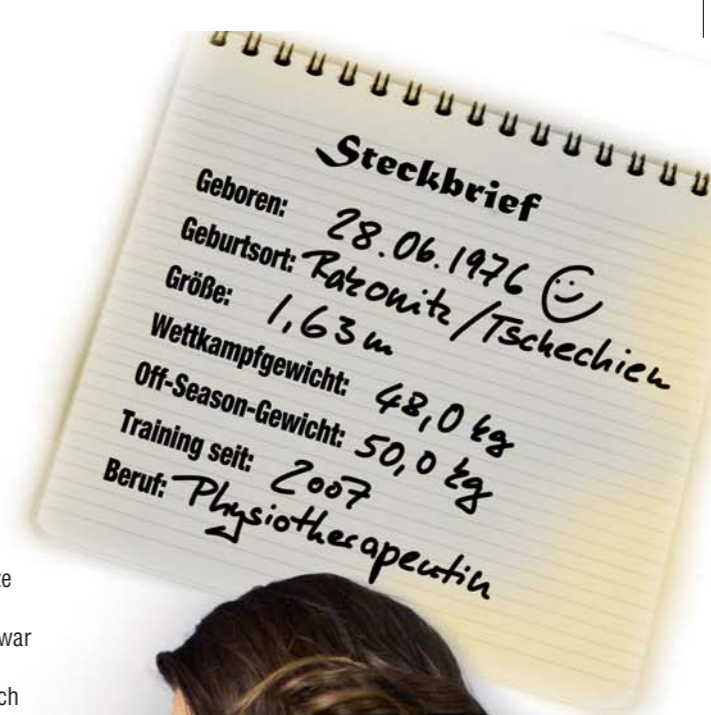 Steckbrief
Geboren: 28.06.1976
Geburtsort: Rakonitz/Tschechien
Größe: 1,63 m
Wettkampfgewicht: 48,0 kg
Off-Season-Gewicht: 50,0 kg
Training seit: 2007
Beruf: Physiotherapeutin
war